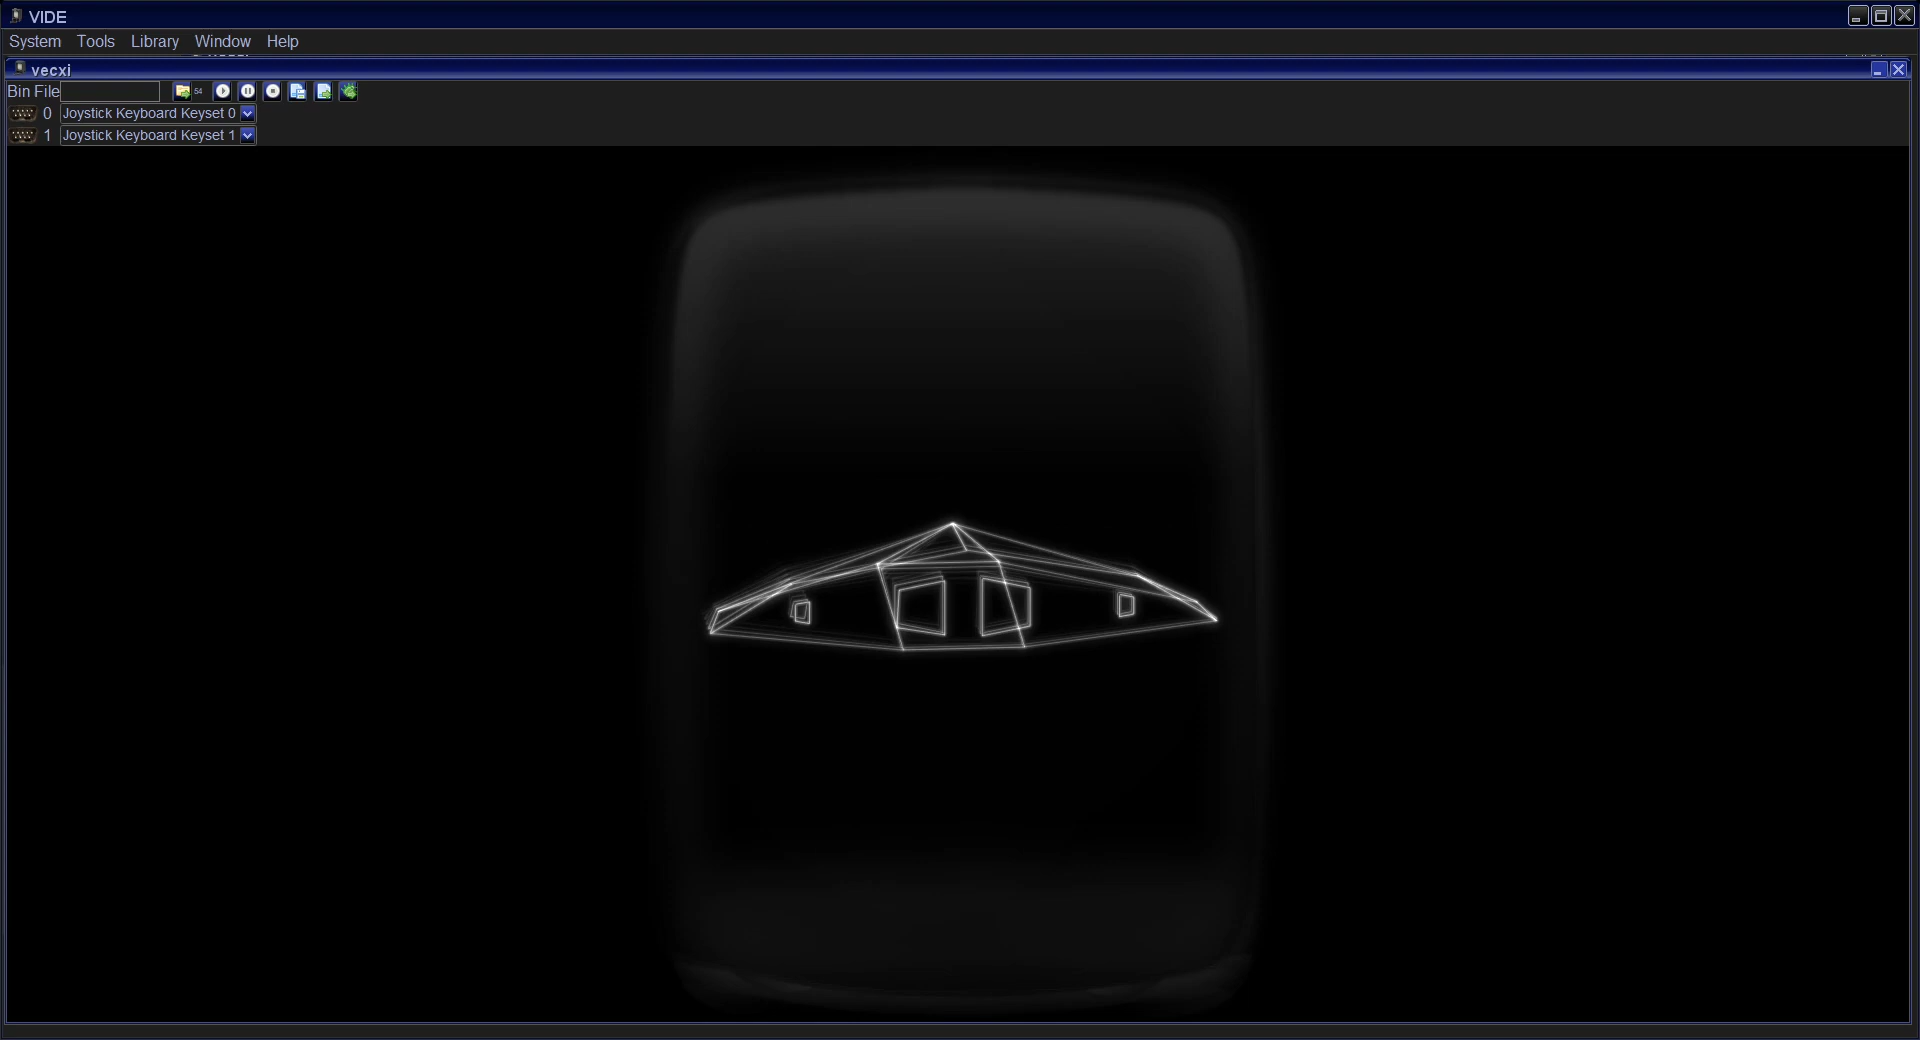 VIDE
System Tools Library Window Help
vecxi
Bin File 54
0 Joystick Keyboard Keyset 0
1 Joystick Keyboard Keyset 1